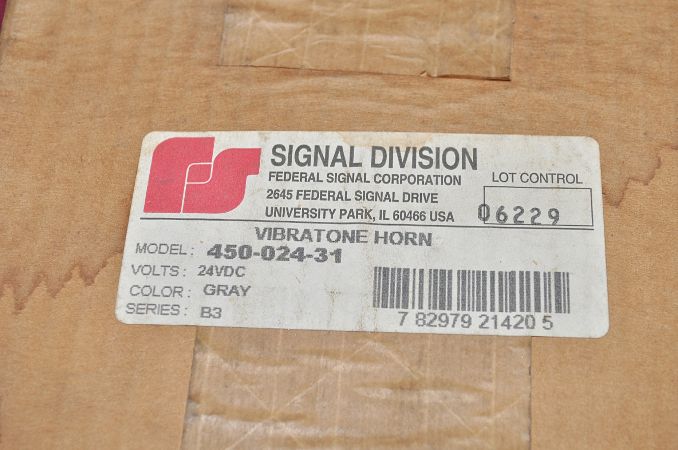 SIGNAL DIVISION
FEDERAL SIGNAL CORPORATION
2645 FEDERAL SIGNAL DRIVE
UNIVERSITY PARK, IL 60466 USA
LOT CONTROL
06229
VIBRATONE HORN
MODEL: 450-024-31
VOLTS: 24VDC
COLOR: GRAY
SERIES: B3
7 82979 21420 5